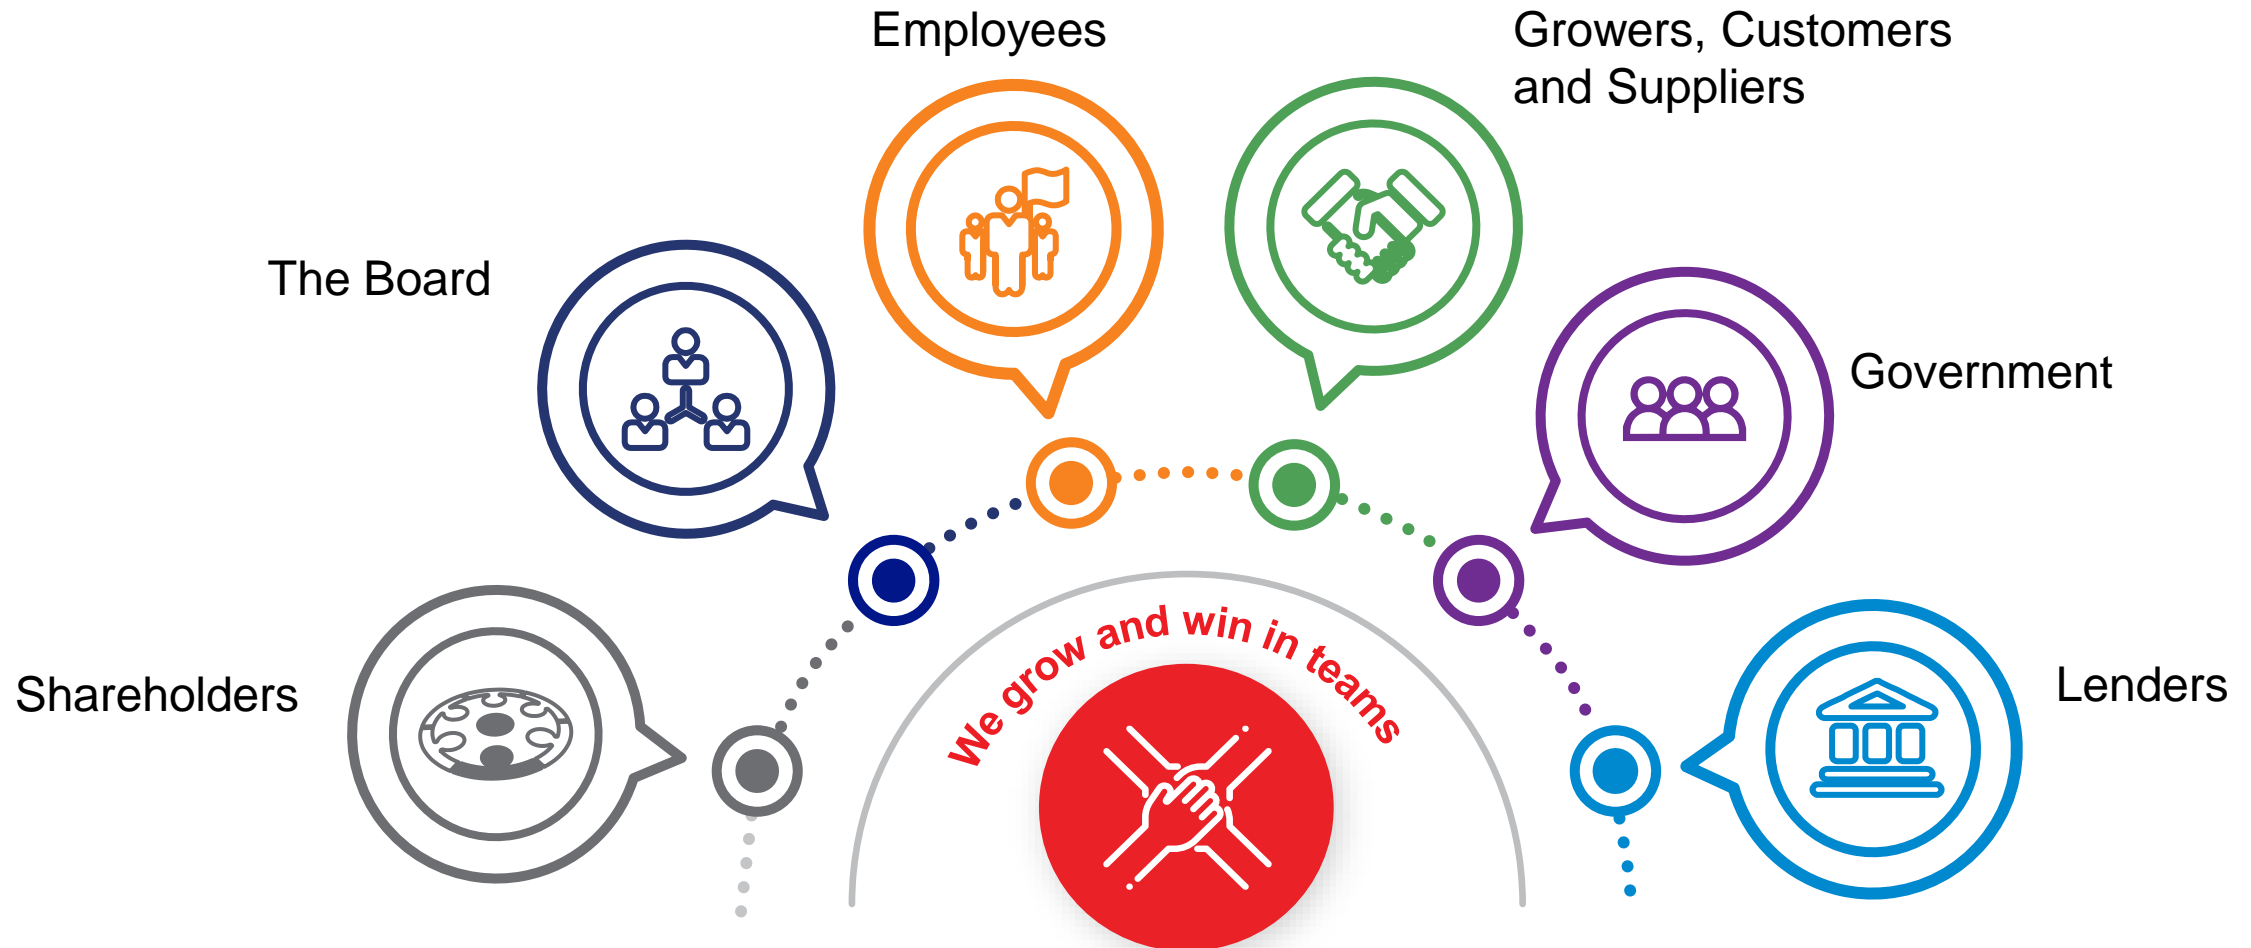 Employees
Growers, Customers
and Suppliers
The Board
Government
Shareholders
Lenders
We grow and win in teams